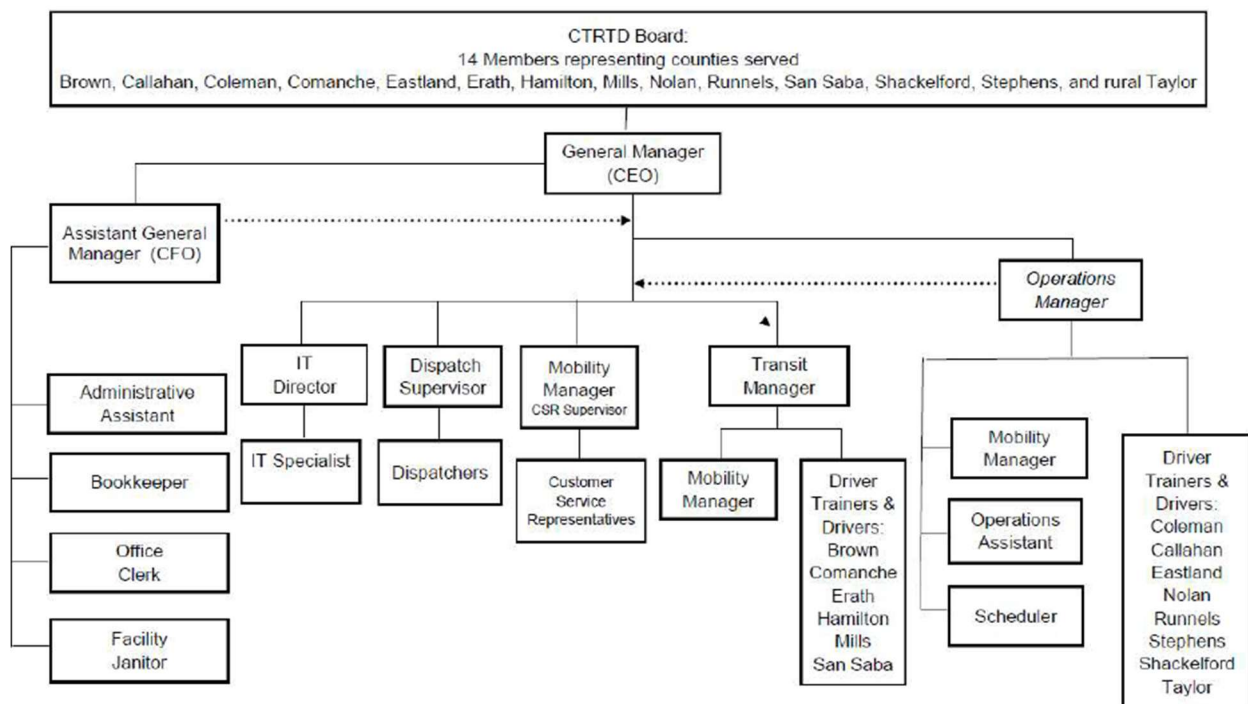 CTRTD Board:
14 Members representing counties served
Brown, Callahan, Coleman, Comanche, Eastland, Erath, Hamilton, Mills, Nolan, Runnels, San Saba, Shackelford, Stephens, and rural Taylor
General Manager
(CEO)
Assistant General
Manager (CFO)
Operations
Manager
Administrative
Assistant
Bookkeeper
Office
Clerk
Facility
Janitor
IT
Director
IT Specialist
Dispatch
Supervisor
Dispatchers
Mobility
Manager
CSR Supervisor
Customer
Service
Representatives
Transit
Manager
Mobility
Manager
Driver
Trainers &
Drivers:
Brown
Comanche
Erath
Hamilton
Mills
San Saba
Mobility
Manager
Operations
Assistant
Scheduler
Driver
Trainers &
Drivers:
Coleman
Callahan
Eastland
Nolan
Runnels
Stephens
Shackelford
Taylor